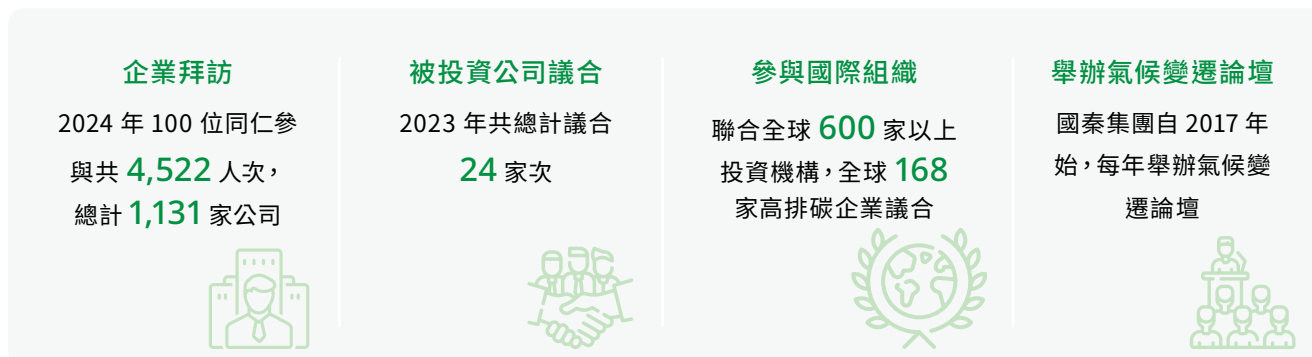 企業拜訪
2024 年 100 位同仁參
與共 4,522 人次，
總計 1,131 家公司
被投資公司議合
2023 年共總計議合
24 家次
參與國際組織
聯合全球 600 家以上
投資機構，全球 168
家高排碳企業議合
舉辦氣候變遷論壇
國秦集團自 2017 年
始，每年舉辦氣候變
遷論壇